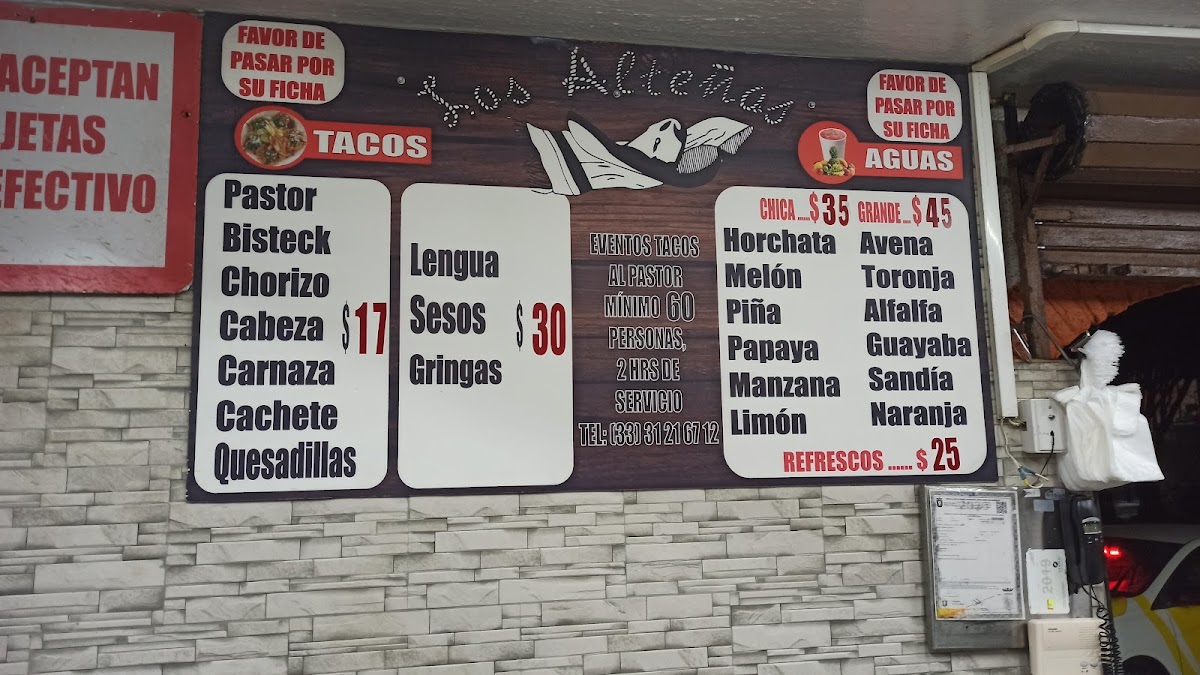 ACEPTAN
JETAS
EFECTIVO
FAVOR DE
PASAR POR
SU FICHA
TACOS
Los Alteñas
FAVOR DE
PASAR POR
SU FICHA
AGUAS
Pastor
Bisteck
Chorizo
Cabeza
Carnaza
Cachete
Quesadillas
$17
Lengua
Sesos
Gringas
$30
EVENTOS TACOS
AL PASTOR
MÍNIMO 60
PERSONAS,
2 HRS DE
SERVICIO
TEL: (33) 31 21 67 12
CHICA .....$ 35 GRANDE...$ 45
Horchata Avena
Melón Toronja
Piña Alfalfa
Papaya Guayaba
Manzana Sandía
Limón Naranja
REFRESCOS ...... $ 25
2019